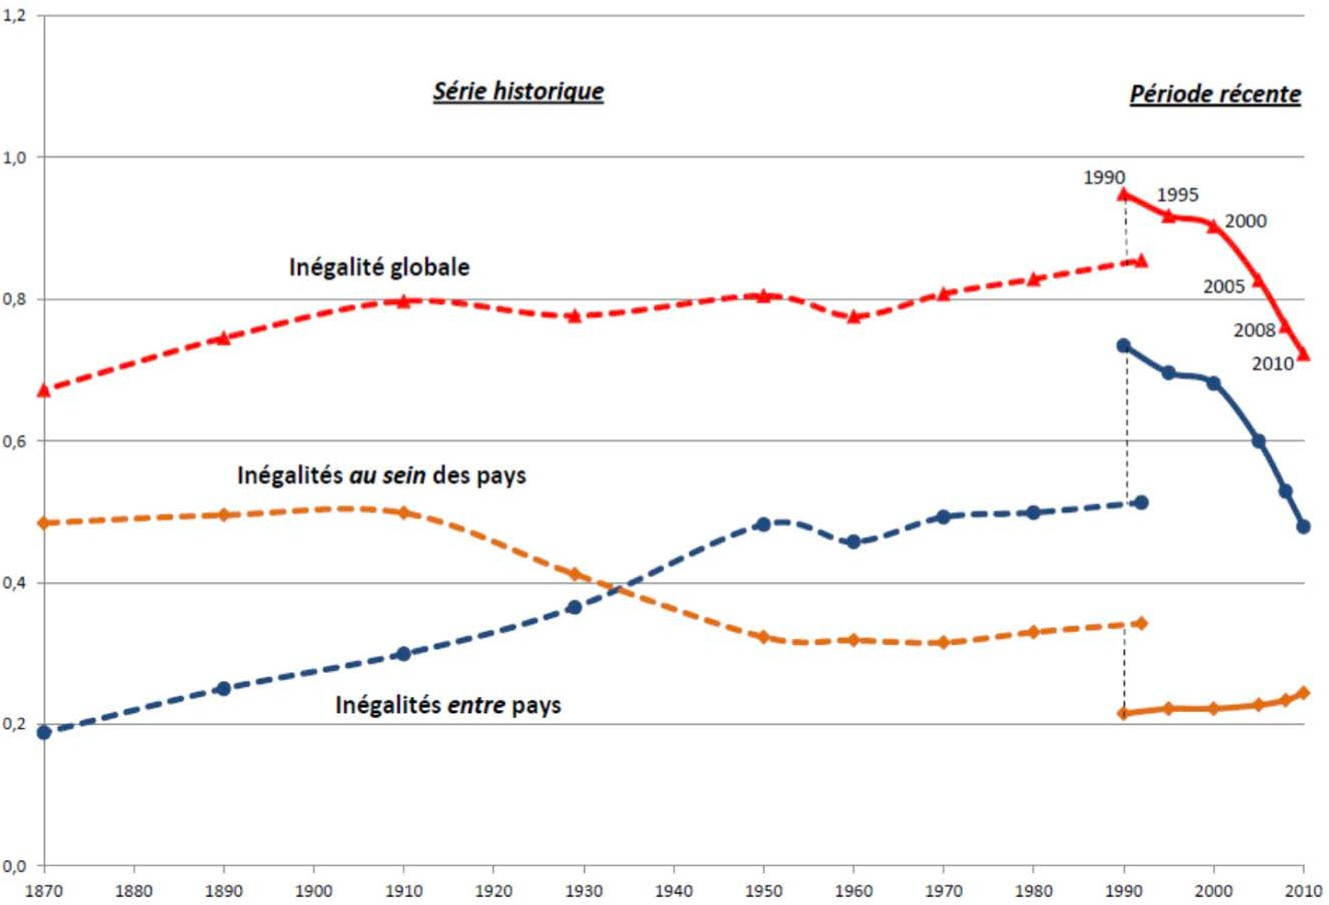 1,2
Série historique
Période récente
1,0
1990
1995
2000
Inégalité globale
2005
0,8
2008
2010
0,6
Inégalités au sein des pays
0,4
Inégalités entre pays
0,2
0,0
1870 1880 1890 1900 1910 1920 1930 1940 1950 1960 1970 1980 1990 2000 2010